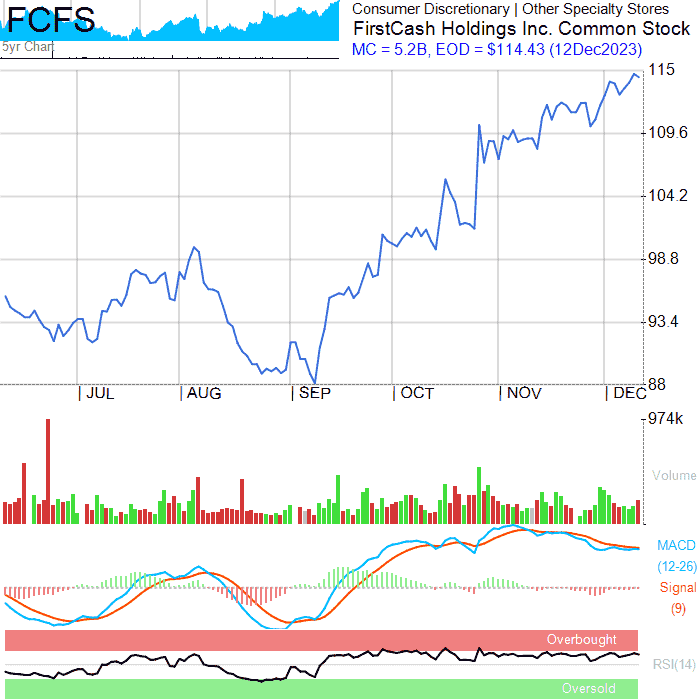 FCFS
5yr Chart
Consumer Discretionary | Other Specialty Stores
FirstCash Holdings Inc. Common Stock
MC = 5.2B, EOD = $114.43 (12Dec2023)
115
109.6
104.2
98.8
93.4
88
| JUL | AUG | SEP | OCT | NOV | DEC
974k
Volume
MACD
(12-26)
Signal
(9)
Overbought
RSI(14)
Oversold